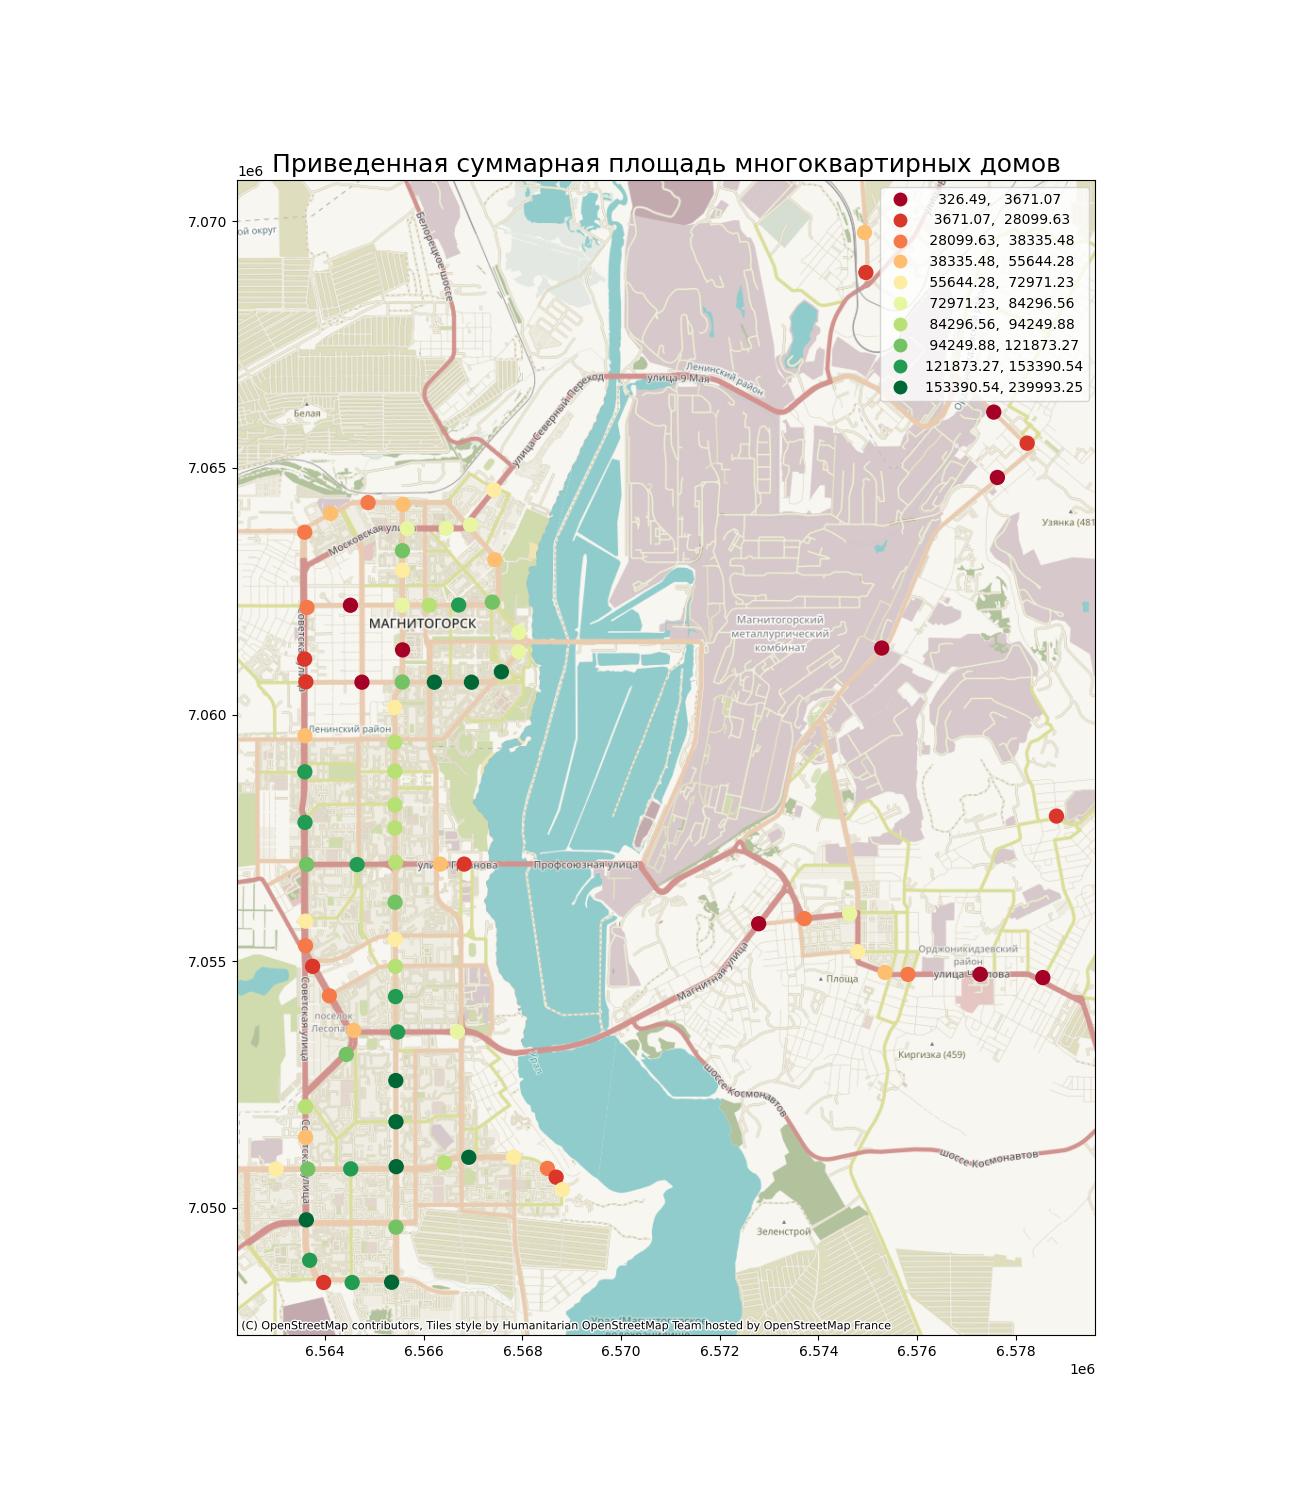 Приведенная суммарная площадь многоквартирных домов
1e6
7.070
7.065
7.060
7.055
7.050
326.49, 3671.07
3671.07, 28099.63
28099.63, 38335.48
38335.48, 55644.28
55644.28, 72971.23
72971.23, 84296.56
84296.56, 94249.88
94249.88, 121873.27
121873.27, 153390.54
153390.54, 239993.25
ой округ
Белорецкое шоссе
Ленинский район
улица 9 Мая
улица Северный Переход
Белая
Узянка (481
Московская ули
МАГНИТОГОРСК
Магнитогорский
металлургический
комбинат
Ленинский район
Профсоюзная улица
Орджоникидзевский
район
улица
Магнитная улица
Площа
поселок
Лесопа
Советская улица
Киргизка (459)
Урал
шоссе Космонавтов
шоссе Космонавтов
Зеленстрой
(C) OpenStreetMap contributors, Tiles style by Humanitarian OpenStreetMap Team hosted by OpenStreetMap France
6.564 6.566 6.568 6.570 6.572 6.574 6.576 6.578
1e6